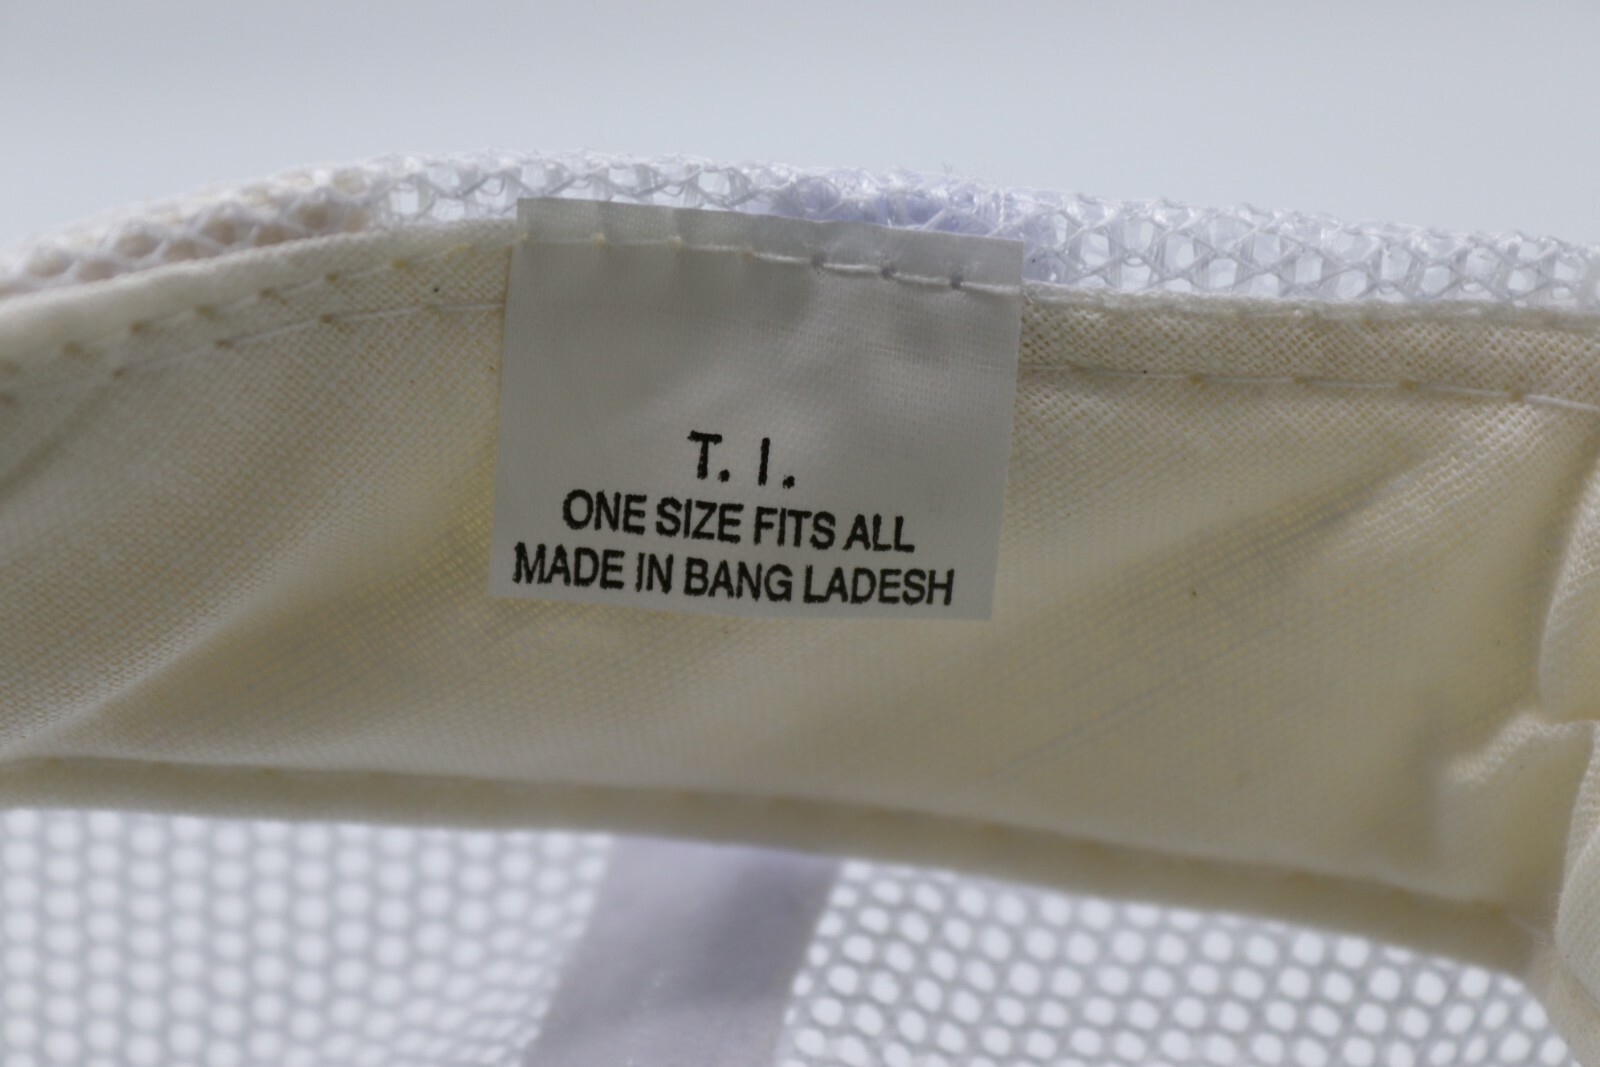 T. I.
ONE SIZE FITS ALL
MADE IN BANG LADESH